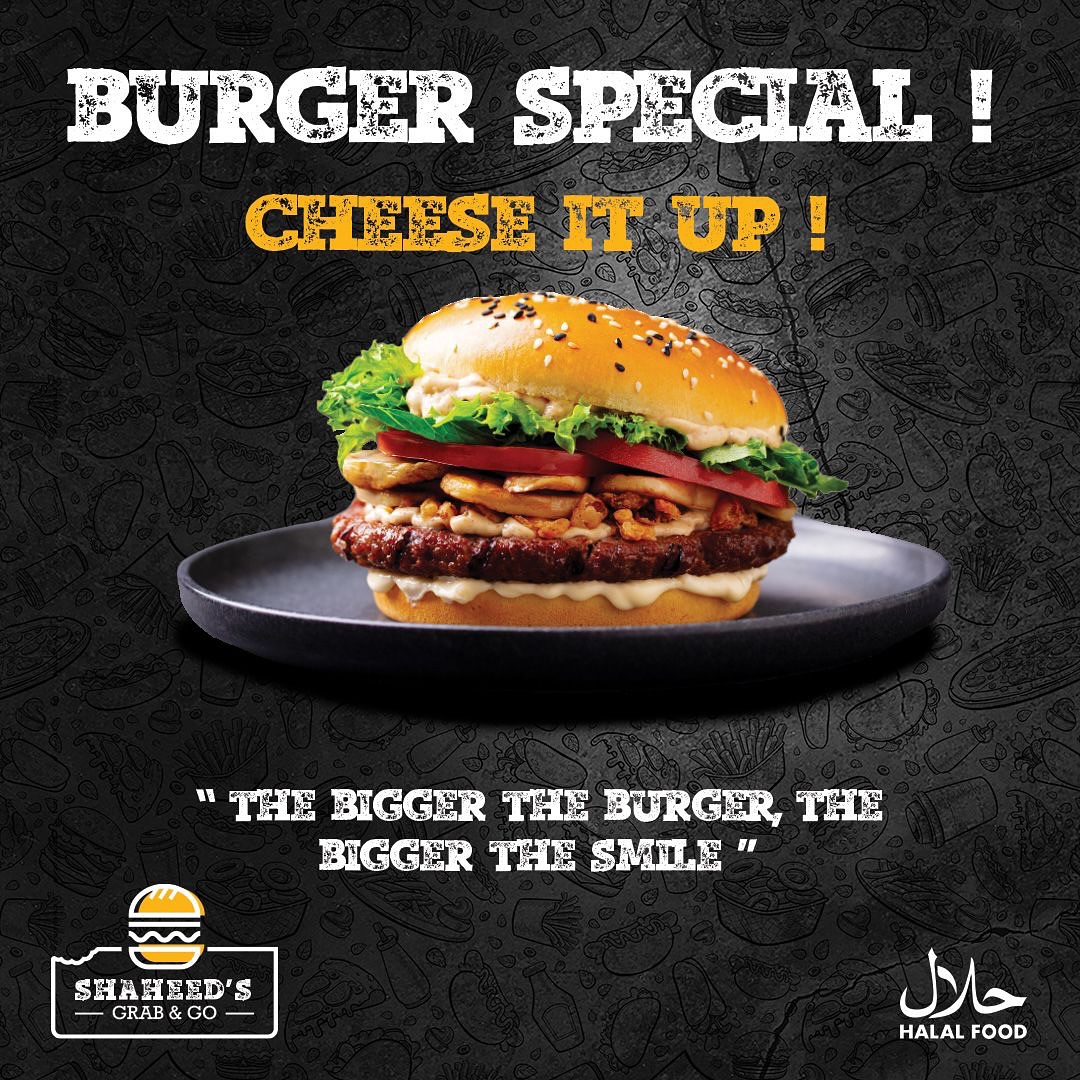 BURGER SPECIAL !
CHEESE IT UP !
“ THE BIGGER THE BURGER, THE
BIGGER THE SMILE ”
SHAHEED'S
GRAB & GO
حلال
HALAL FOOD